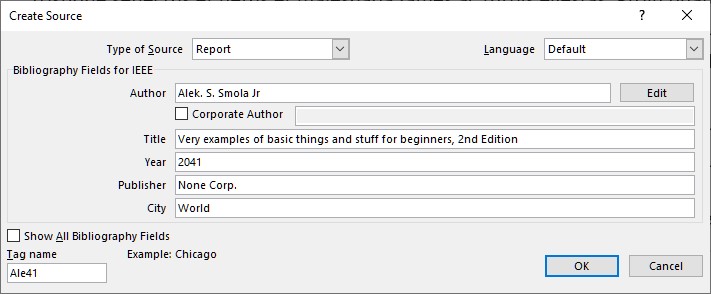 Create Source
Type of Source Report Language Default
Bibliography Fields for IEEE
Author Alek. S. Smola Jr Edit
Corporate Author
Title Very examples of basic things and stuff for beginners, 2nd Edition
Year 2041
Publisher None Corp.
City World
Show All Bibliography Fields
Tag name Example: Chicago
Ale41 OK Cancel